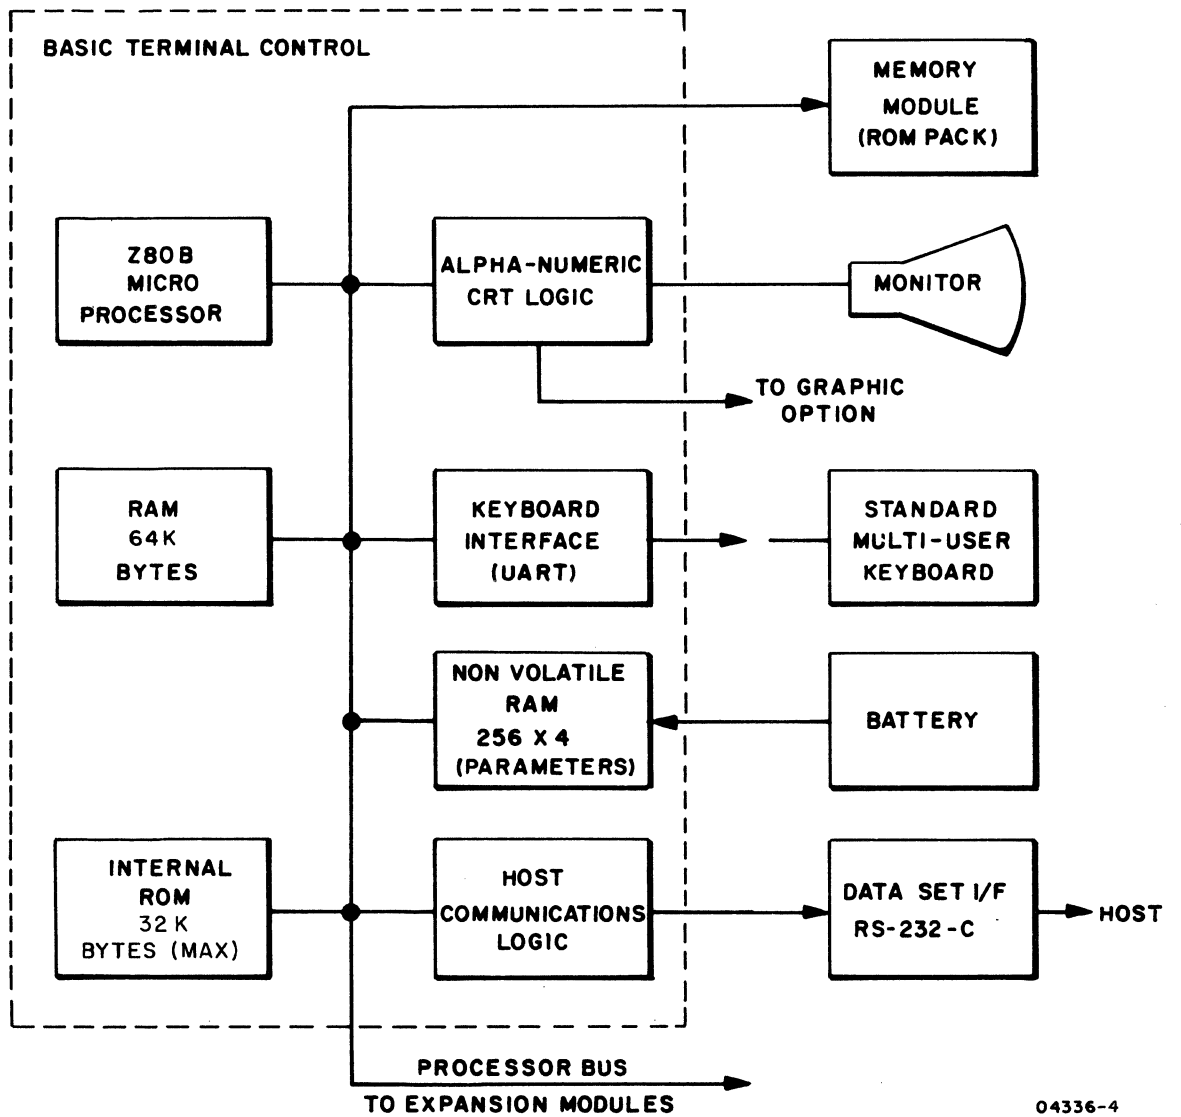 BASIC TERMINAL CONTROL
MEMORY
MODULE
(ROM PACK)
Z80B
MICRO
PROCESSOR
ALPHA-NUMERIC
CRT LOGIC
MONITOR
TO GRAPHIC
OPTION
RAM
64K
BYTES
KEYBOARD
INTERFACE
(UART)
STANDARD
MULTI-USER
KEYBOARD
NON VOLATILE
RAM
256 X 4
(PARAMETERS)
BATTERY
INTERNAL
ROM
32K
BYTES (MAX)
HOST
COMMUNICATIONS
LOGIC
DATA SET I/F
RS-232-C
HOST
PROCESSOR BUS
TO EXPANSION MODULES
04336-4